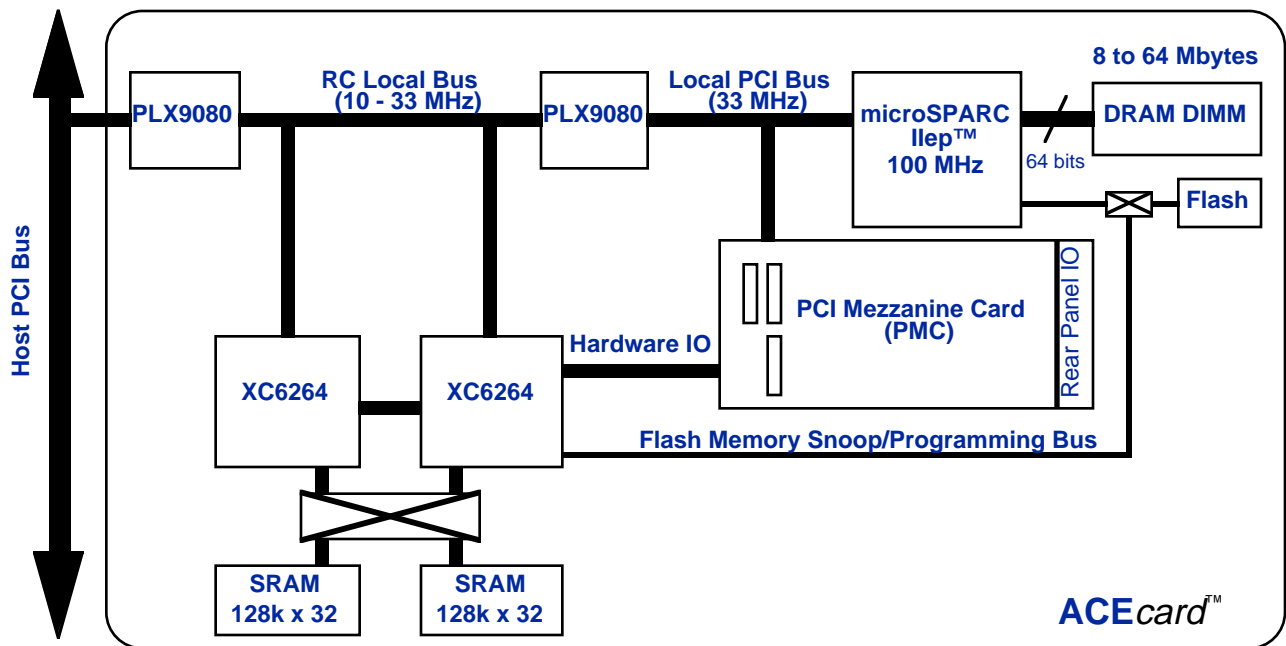 8 to 64 Mbytes
RC Local Bus
(10 - 33 MHz)
Local PCI Bus
(33 MHz)
PLX9080
PLX9080
microSPARC
IIep™
100 MHz
DRAM DIMM
64 bits
Flash
Host PCI Bus
PCI Mezzanine Card
(PMC)
Rear Panel IO
Hardware IO
XC6264
XC6264
Flash Memory Snoop/Programming Bus
SRAM
128k x 32
SRAM
128k x 32
ACEcard™